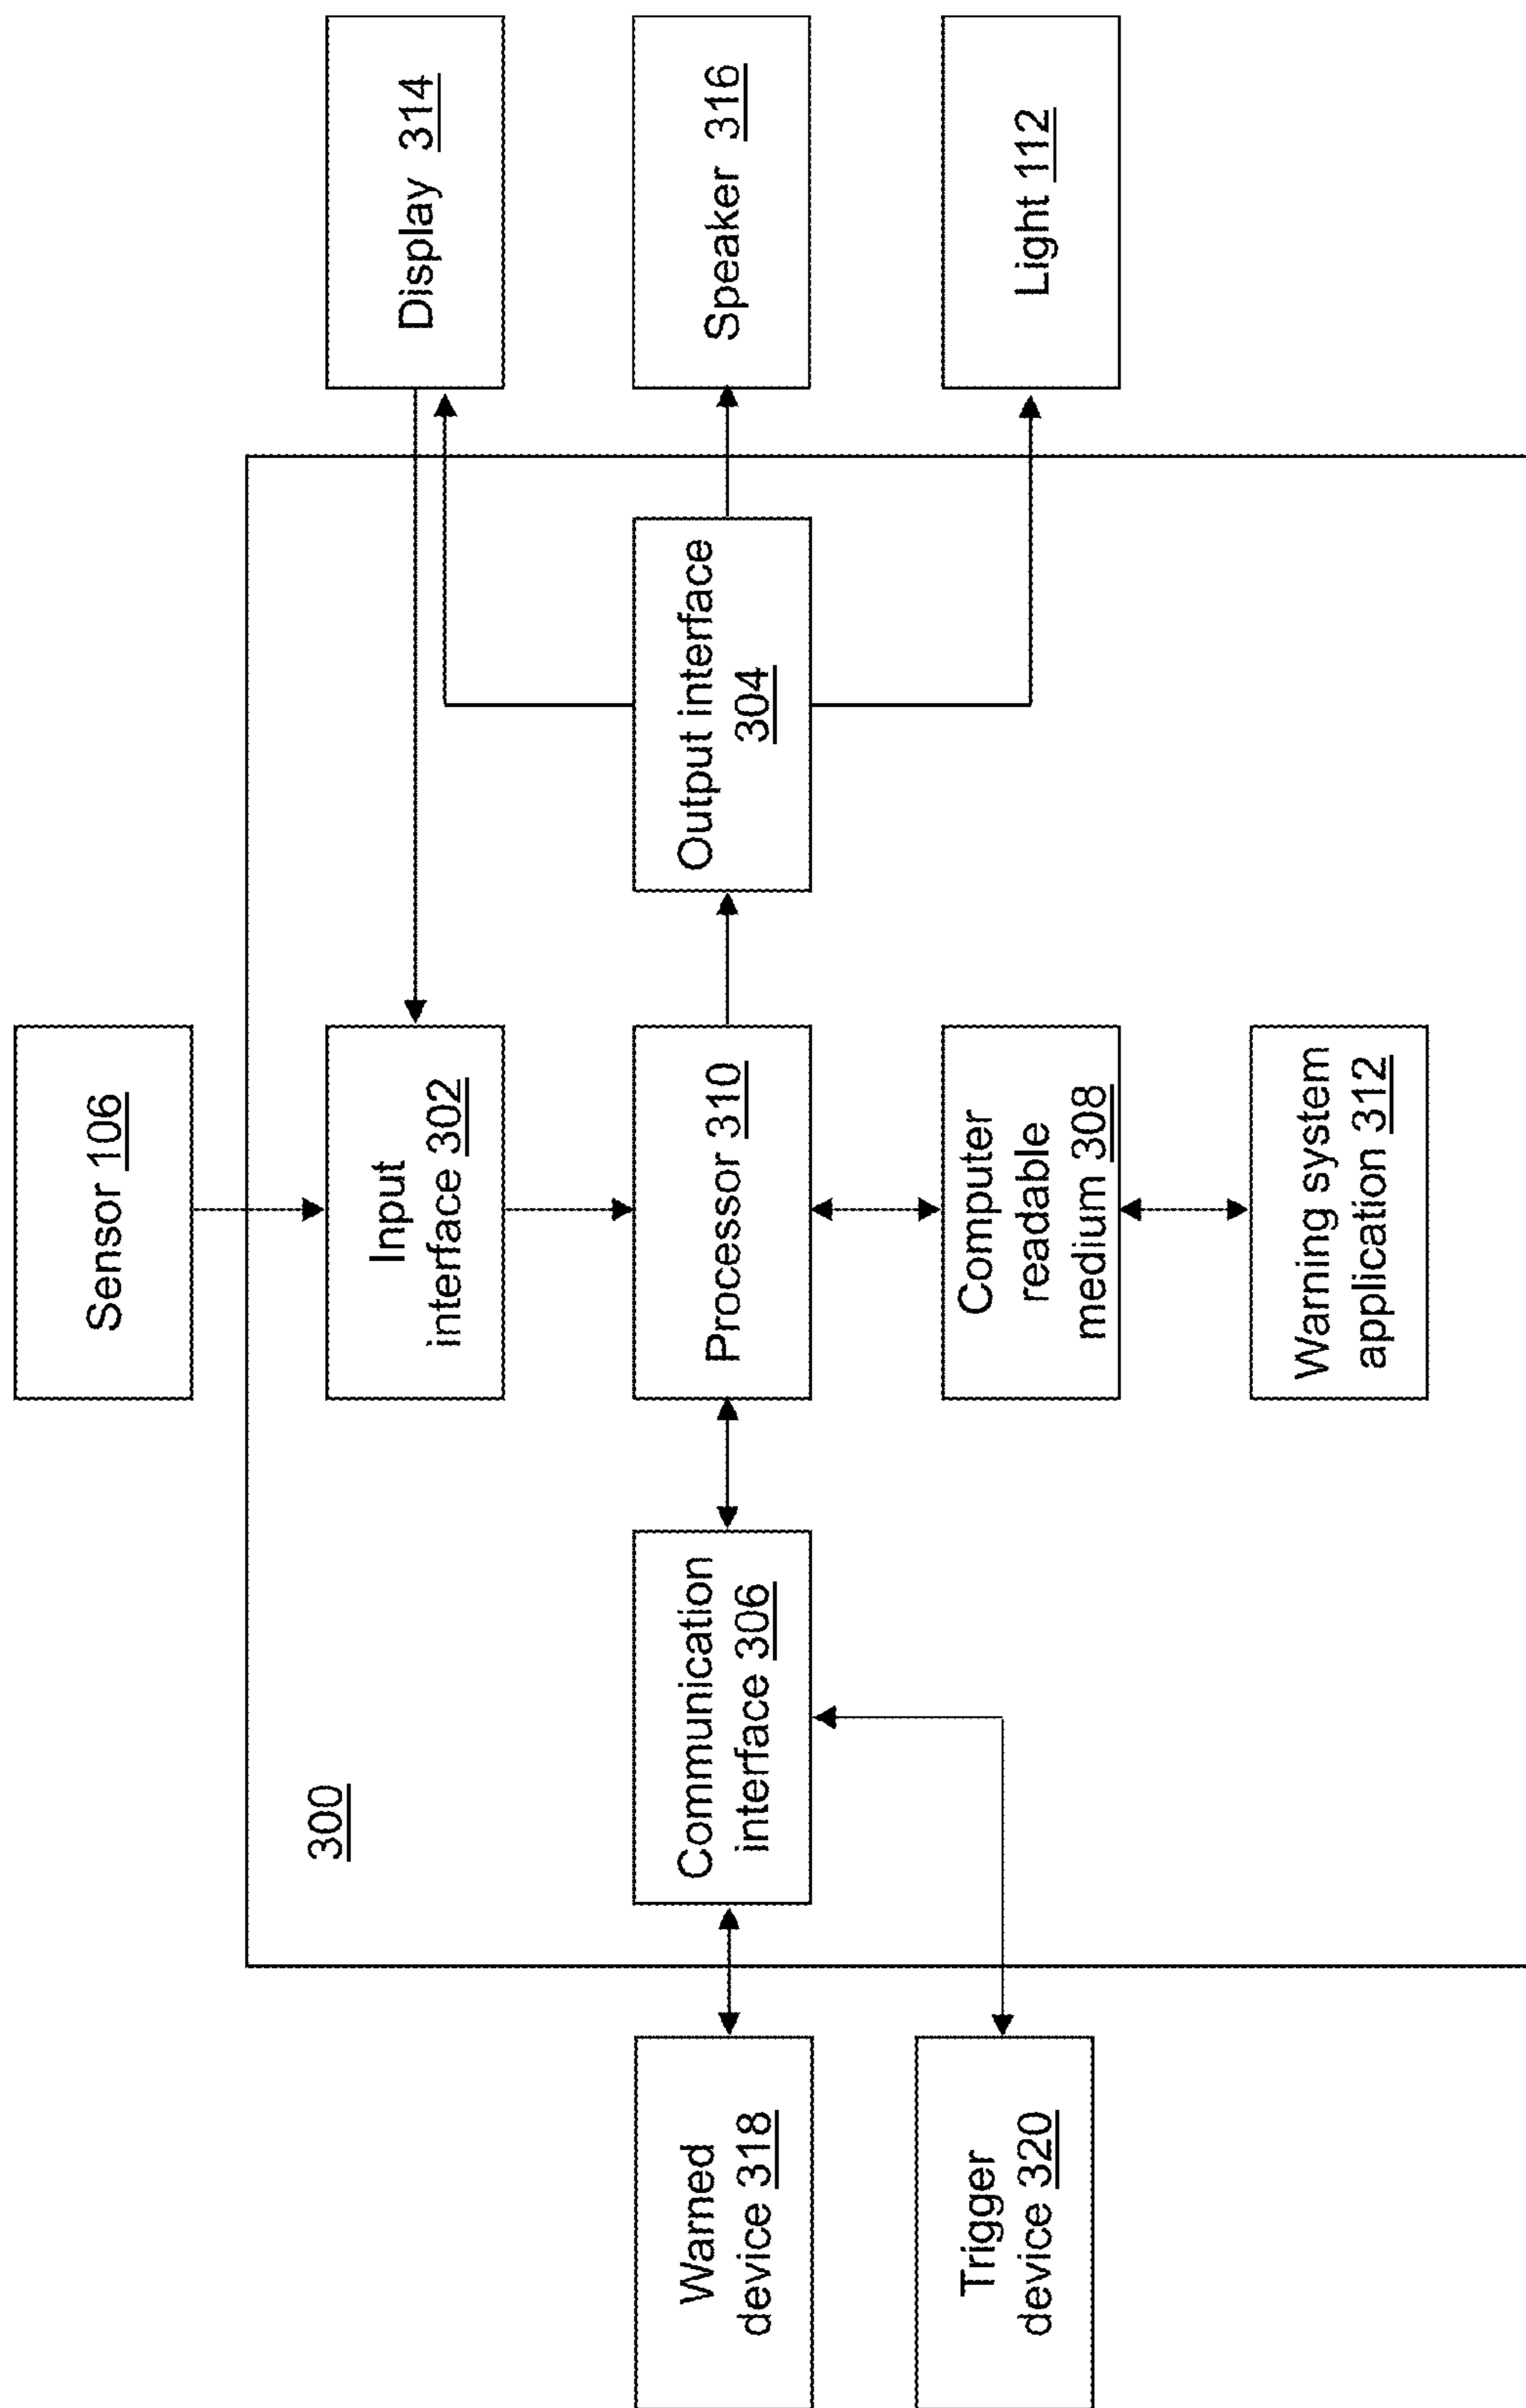 Sensor 106
300
Input
interface 302
Display 314
Warned
device 318
Communication
interface 306
Processor 310
Output interface
304
Speaker 316
Trigger
device 320
Computer
readable
medium 308
Light 112
Warning system
application 312